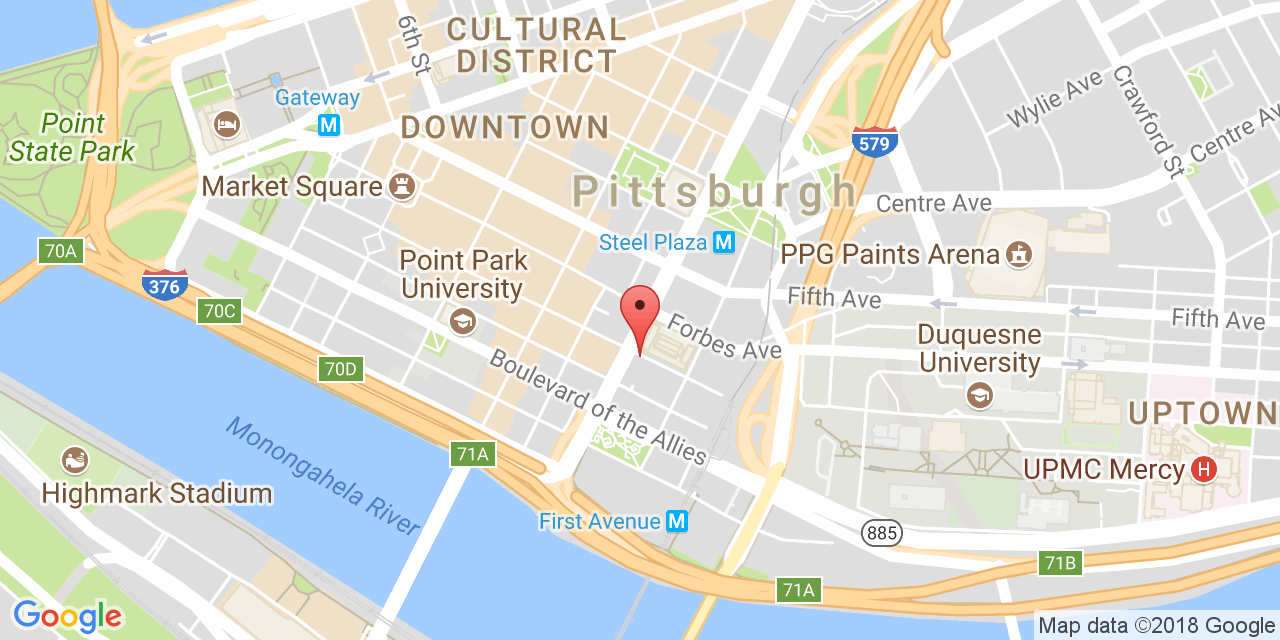 CULTURAL
DISTRICT
6th St
Gateway
M
DOWNTOWN
Point
State Park
579
Wylie Ave
Crawford St
Centre Ave
Market Square
Pittsburgh
Centre Ave
Steel Plaza M
70A
376
Point Park
University
PPG Paints Arena
Fifth Ave
Fifth Ave
70C
Forbes Ave
Duquesne
University
70D
Boulevard of the Allies
UPTOWN
Monongahela River
71A
UPMC Mercy H
Highmark Stadium
First Avenue M
885
71B
71A
Google
Map data ©2018 Google